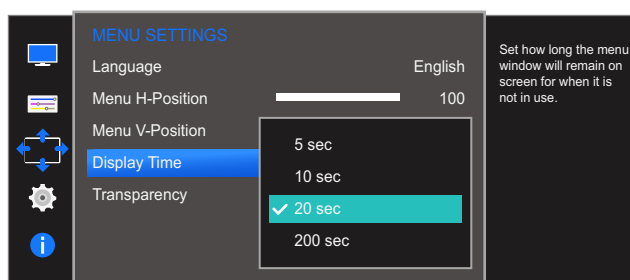 MENU SETTINGS
Language English
Menu H-Position 100
Menu V-Position
Display Time
Transparency
5 sec
10 sec
20 sec
200 sec
Set how long the menu
window will remain on
screen for when it is
not in use.